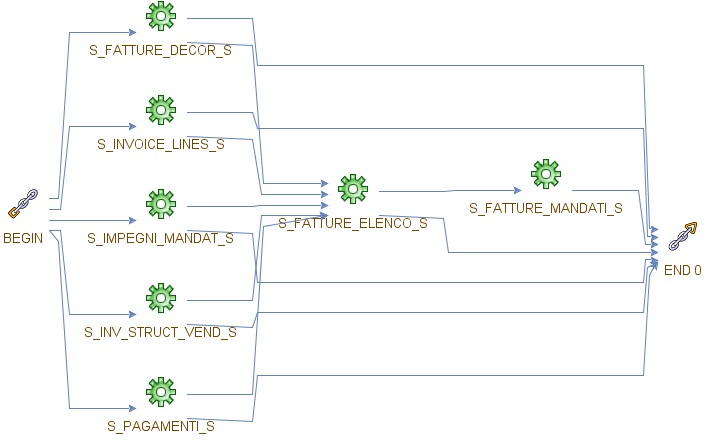 S_FATTURE_DECOR_S
S_INVOICE_LINES_S
S_IMPEGNI_MANDAT_S
S_FATTURE_ELENCO_S
S_FATTURE_MANDATI_S
BEGIN
END 0
S_INV_STRUCT_VEND_S
S_PAGAMENTI_S